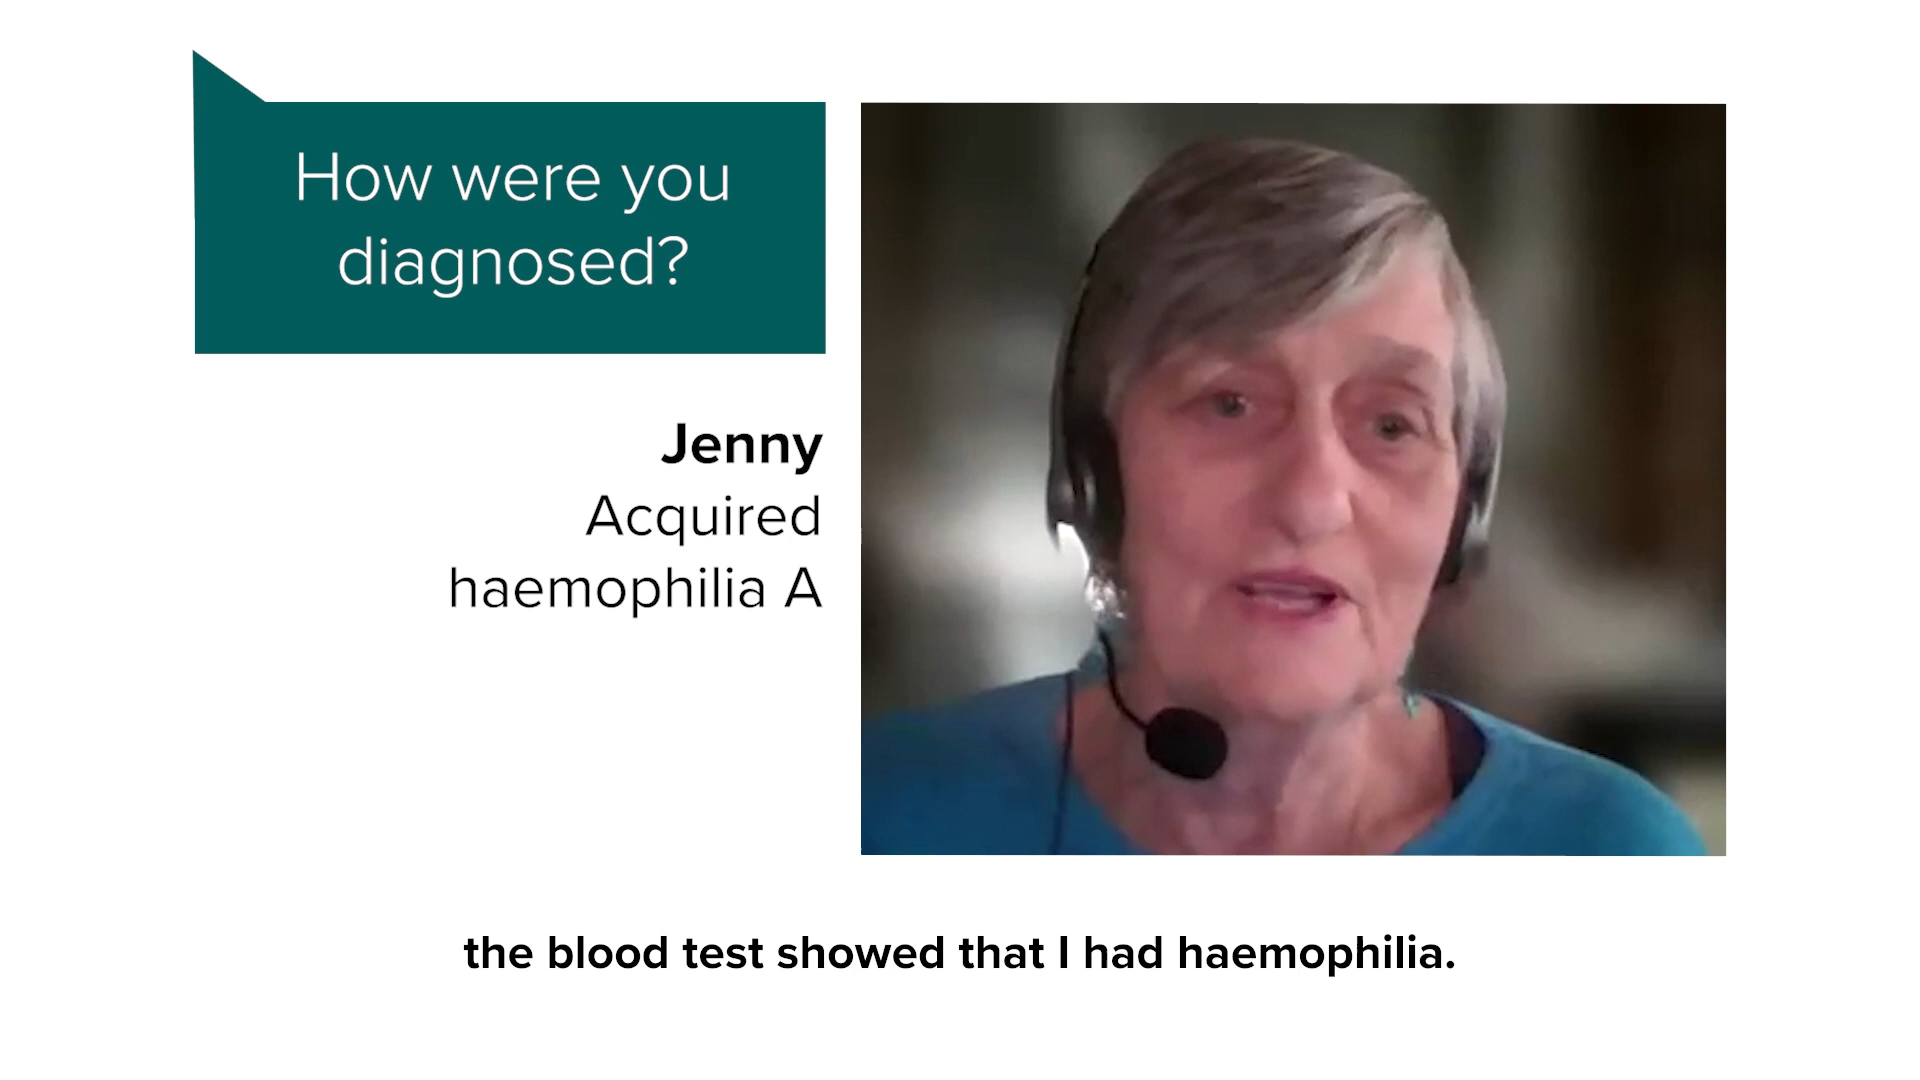 How were you
diagnosed?
Jenny
Acquired
haemophilia A
the blood test showed that I had haemophilia.